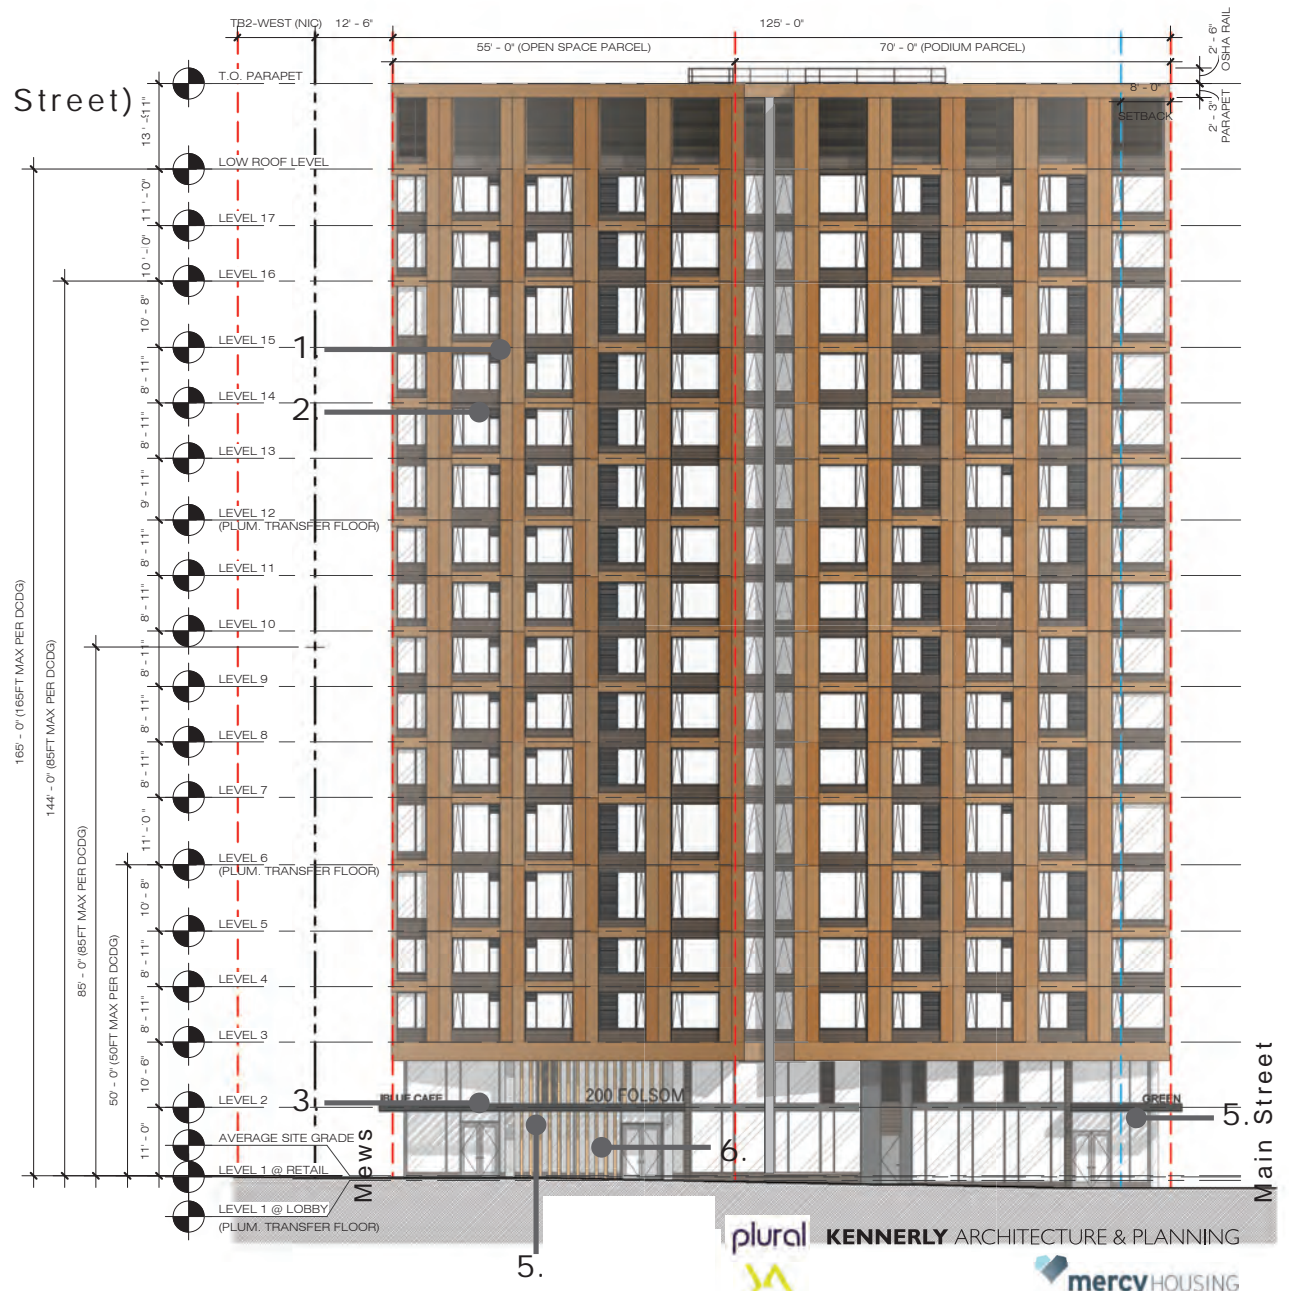 TB2-WEST (NIC)
12' - 6"
125' - 0"
55' - 0" (OPEN SPACE PARCEL)
70' - 0" (PODIUM PARCEL)
2' - 6"
OSHA RAIL
8' - 0"
SETBACK
2' - 3"
PARAPET
Street)
T.O. PARAPET
13' - 11"
LOW ROOF LEVEL
11' - 0"
LEVEL 17
10' - 0"
LEVEL 16
10' - 8"
LEVEL 15
1.
8' - 11"
LEVEL 14
2.
8' - 11"
LEVEL 13
9' - 11"
LEVEL 12
(PLUM. TRANSFER FLOOR)
8' - 11"
LEVEL 11
8' - 11"
LEVEL 10
8' - 11"
LEVEL 9
8' - 11"
LEVEL 8
8' - 11"
LEVEL 7
11' - 0"
LEVEL 6
(PLUM. TRANSFER FLOOR)
10' - 8"
LEVEL 5
8' - 11"
LEVEL 4
8' - 11"
LEVEL 3
10' - 6"
LEVEL 2
11' - 0"
AVERAGE SITE GRADE
LEVEL 1 @ RETAIL
LEVEL 1 @ LOBBY
(PLUM. TRANSFER FLOOR)
165' - 0" (165FT MAX PER DCDG)
144' - 0" (85FT MAX PER DCDG)
85' - 0" (85FT MAX PER DCDG)
50' - 0" (50FT MAX PER DCDG)
3.
BLUE CAFE
200 FOLSOM
GREEN
5.
6.
5.
Mews
Main Street
plural
KENNERLY ARCHITECTURE & PLANNING
mercy HOUSING